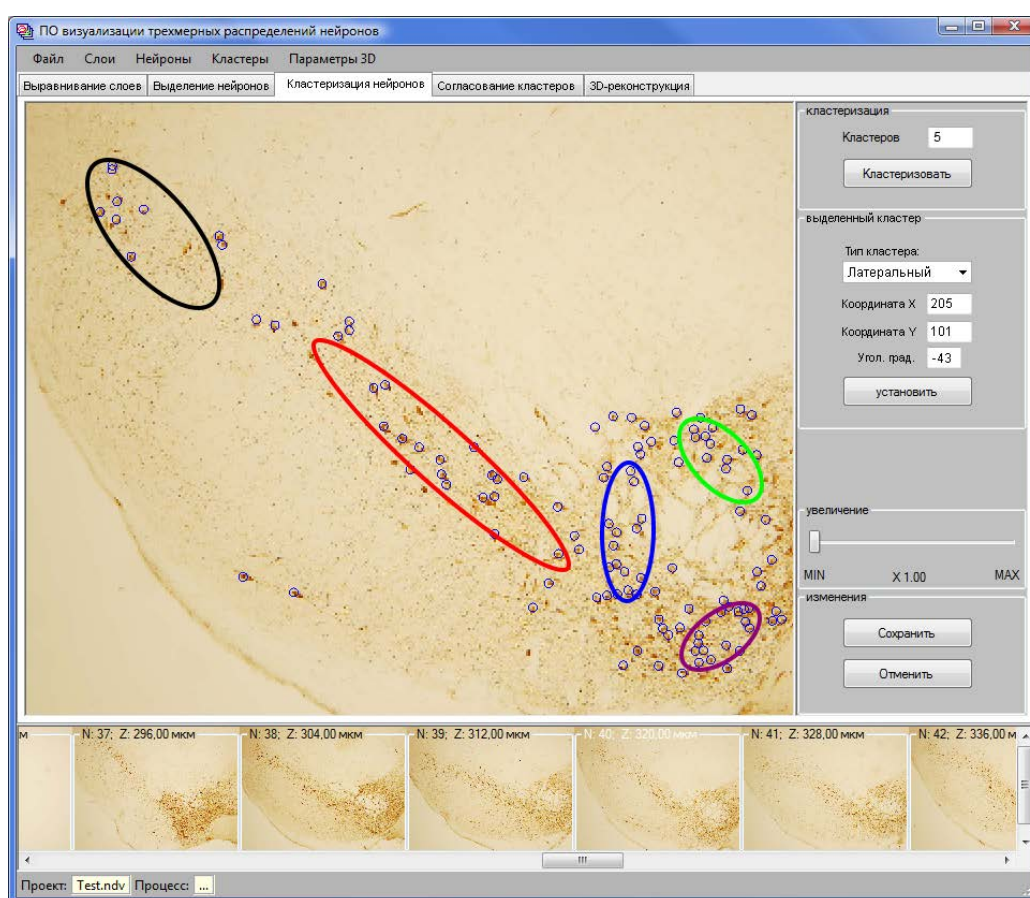 ПО визуализации трехмерных распределений нейронов
Файл Слои Нейроны Кластеры Параметры 3D
Выравнивание слоев Выделение нейронов Кластеризация нейронов Согласование кластеров 3D-реконструкция
кластеризация
Кластеров 5
Кластеризовать
выделенный кластер
Тип кластера:
Латеральный
Координата X 205
Координата Y 101
Угол. град. -43
установить
увеличение
MIN X 1.00 MAX
изменения
Сохранить
Отменить
м N: 37; Z: 296,00 мкм N: 38; Z: 304,00 мкм N: 39; Z: 312,00 мкм N: 40; Z: 320,00 мкм N: 41; Z: 328,00 мкм N: 42; Z: 336,00 м
Проект: Test.ndv Процесс: ...